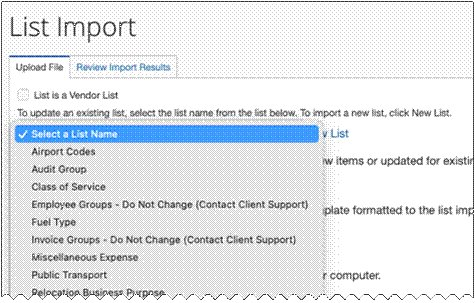 List Import
Upload File
Review Import Results
List is a Vendor List
To update an existing list, select the list name from the list below. To import a new list, click New List.
✓ Select a List Name
w List
Airport Codes
Audit Group
w items or updated for existin
Class of Service
Employee Groups - Do Not Change (Contact Client Support)
plate formatted to the list imp
Fuel Type
Invoice Groups - Do Not Change (Contact Client Support)
Miscellaneous Expense
Public Transport
r computer.
Relocation Business Purpose